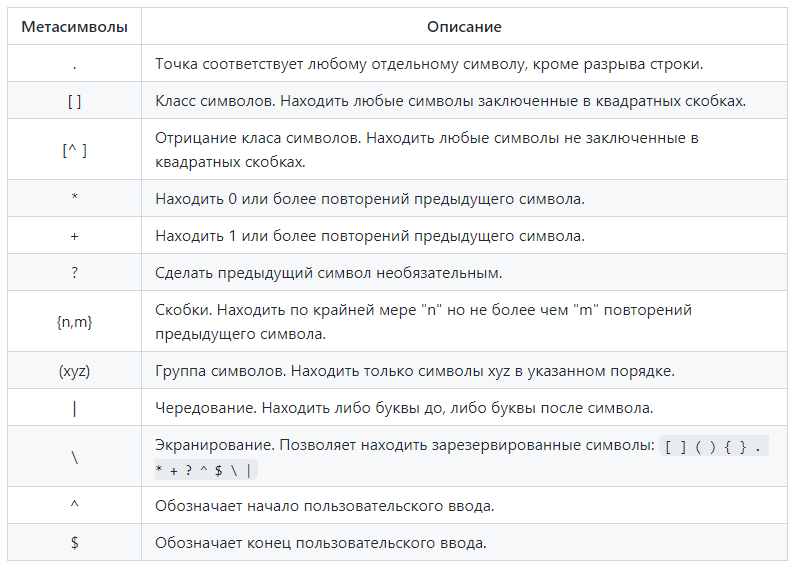 Метасимволы Описание
. Точка соответствует любому отдельному символу, кроме разрыва строки.
[ ] Класс символов. Находить любые символы заключенные в квадратных скобках.
[^ ] Отрицание класа символов. Находить любые символы не заключенные в
квадратных скобках.
* Находить 0 или более повторений предыдущего символа.
+ Находить 1 или более повторений предыдущего символа.
? Сделать предыдущий символ необязательным.
{n,m} Скобки. Находить по крайней мере "n" но не более чем "m" повторений
предыдущего символа.
(xyz) Группа символов. Находить только символы xyz в указанном порядке.
| Чередование. Находить либо буквы до, либо буквы после символа.
\ Экранирование. Позволяет находить зарезервированные символы: [ ] ( ) { } .
* + ? ^ $ \ |
^ Обозначает начало пользовательского ввода.
$ Обозначает конец пользовательского ввода.